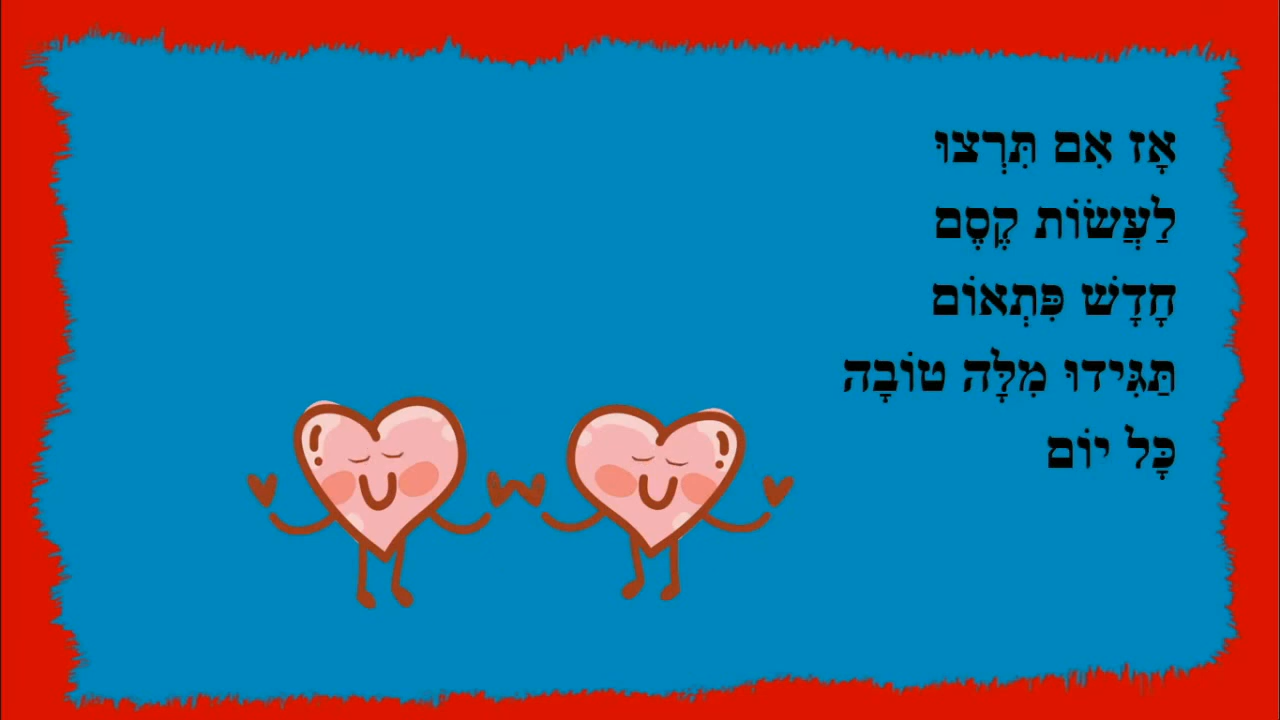 אָז אִם תִּרְצוּ
לַעֲשׂוֹת קֶסֶם
חָדָשׁ פִּתְאוֹם
תַּגִּידוּ מִלָּה טוֹבָה
כָּל יוֹם